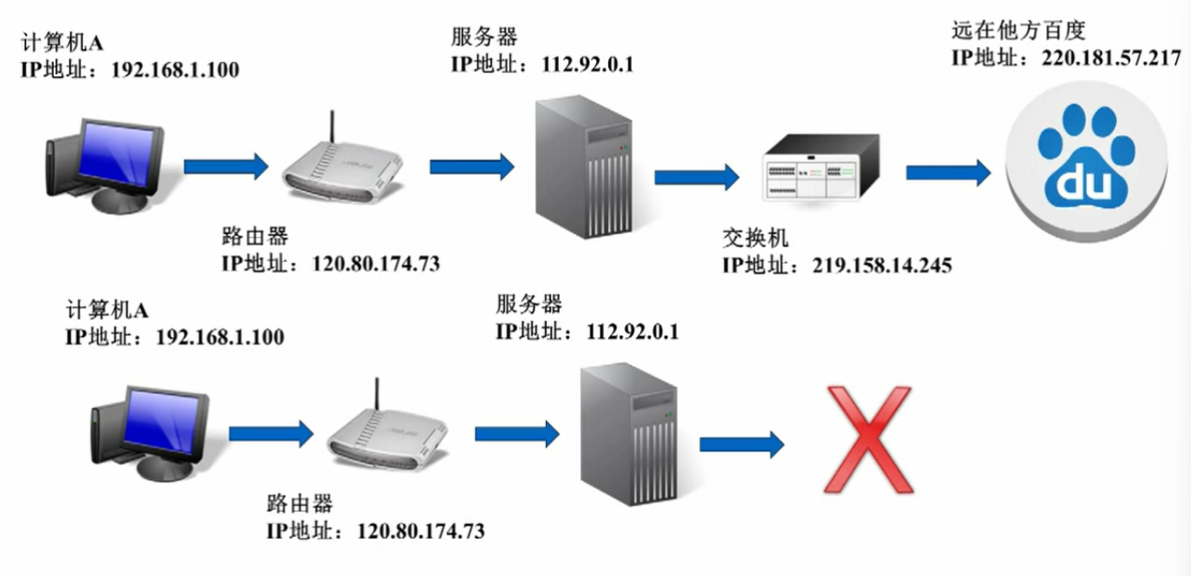 计算机A
IP地址：192.168.1.100
服务器
IP地址：112.92.0.1
远在他方百度
IP地址：220.181.57.217
du
路由器
IP地址：120.80.174.73
交换机
IP地址：219.158.14.245
计算机A
IP地址：192.168.1.100
服务器
IP地址：112.92.0.1
路由器
IP地址：120.80.174.73